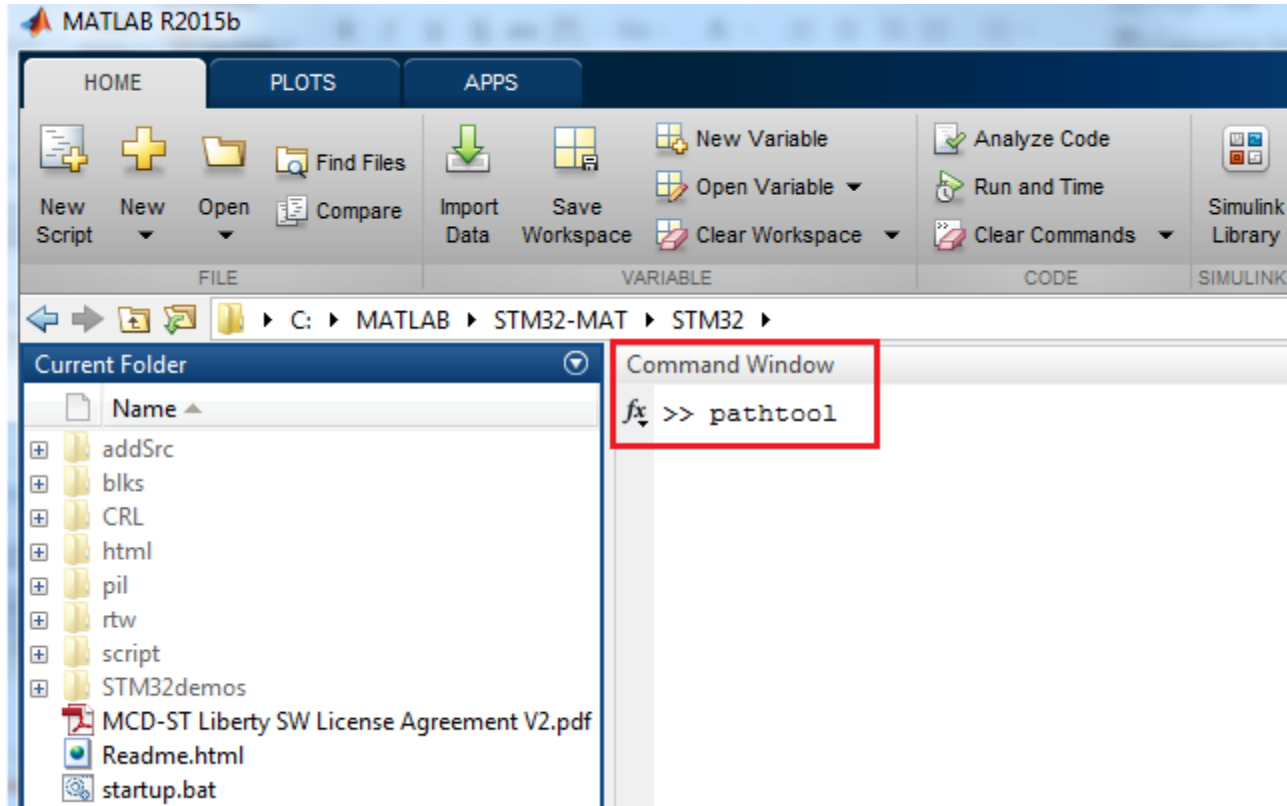 MATLAB R2015b
HOME PLOTS APPS
New Script
New
Open
Find Files
Compare
Import Data
Save Workspace
New Variable
Open Variable
Clear Workspace
Analyze Code
Run and Time
Clear Commands
Simulink Library
FILE VARIABLE CODE SIMULINK
C: MATLAB STM32-MAT STM32
Current Folder
Name
Command Window
fx >> pathtool
addSrc
blks
CRL
html
pil
rtw
script
STM32demos
MCD-ST Liberty SW License Agreement V2.pdf
Readme.html
startup.bat